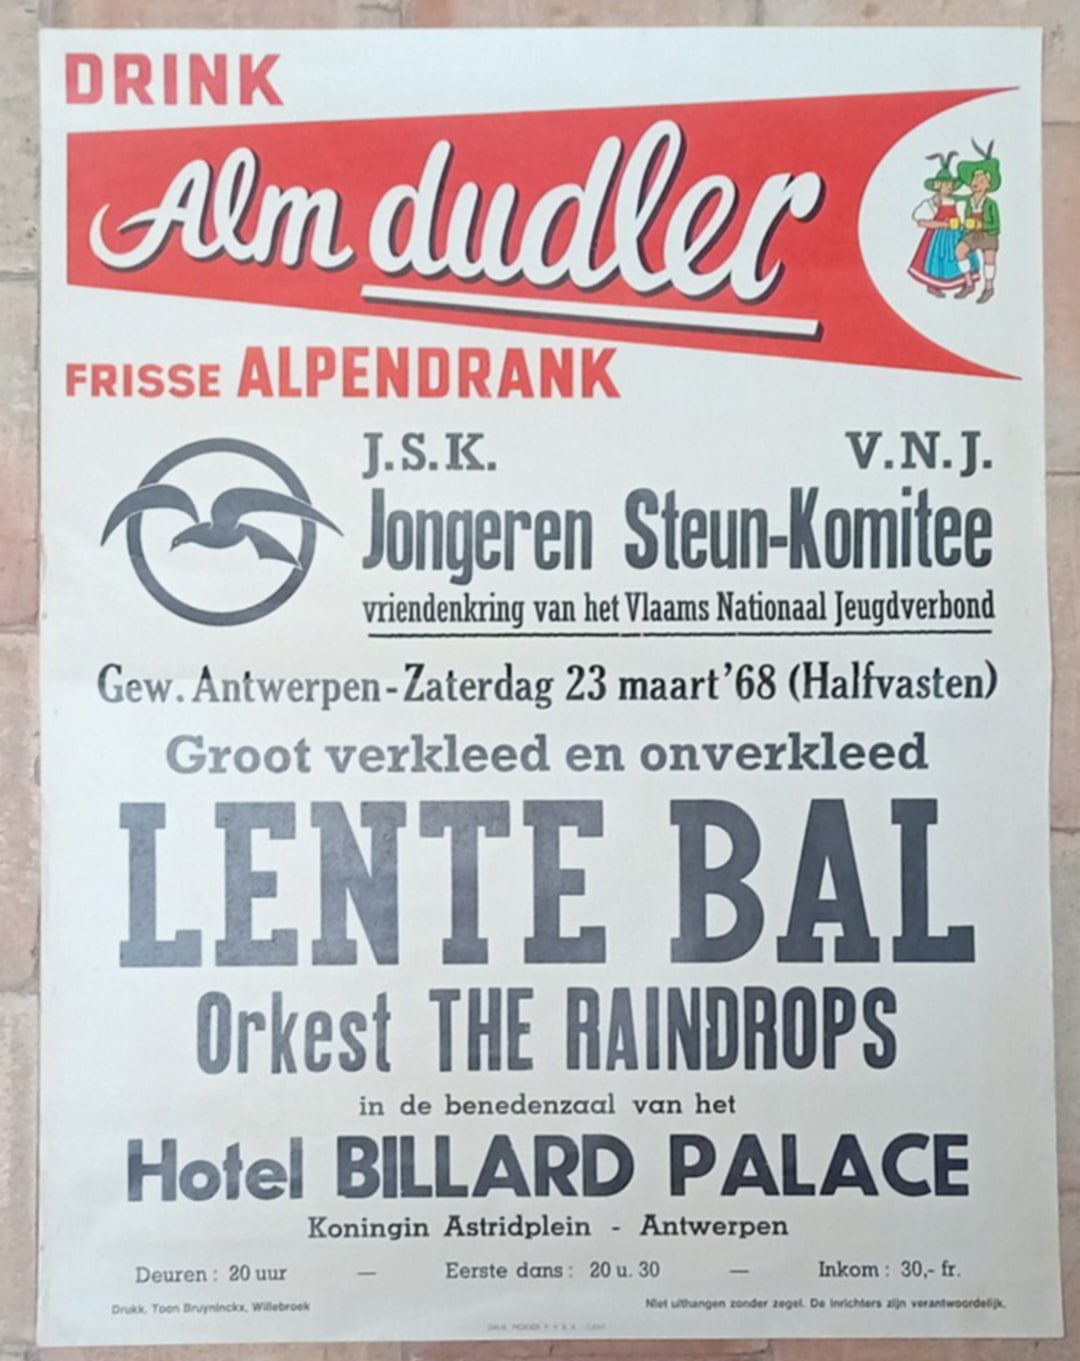 DRINK
Almdudler
FRISSE ALPENDRANK
J.S.K. V.N.J.
Jongeren Steun-Komitee
vriendenkring van het Vlaams Nationaal Jeugdverbond
Gew. Antwerpen - Zaterdag 23 maart '68 (Halfvasten)
Groot verkleed en onverkleed
LENTE BAL
Orkest THE RAINDROPS
in de benedenzaal van het
Hotel BILLARD PALACE
Koningin Astridplein - Antwerpen
Deuren : 20 uur — Eerste dans : 20 u. 30 — Inkom : 30,- fr.
Drukk. Toon Bruyninckx, Willebroek Niet uithangen zonder zegel. De inrichters zijn verantwoordelijk.